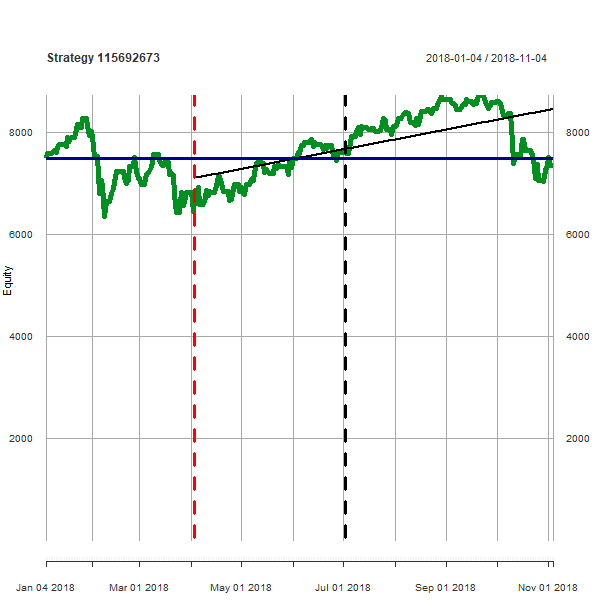 Strategy 115692673
2018-01-04 / 2018-11-04
8000
8000
6000
6000
Equity
4000
4000
2000
2000
Jan 04 2018
Mar 01 2018
May 01 2018
Jul 01 2018
Sep 01 2018
Nov 01 2018